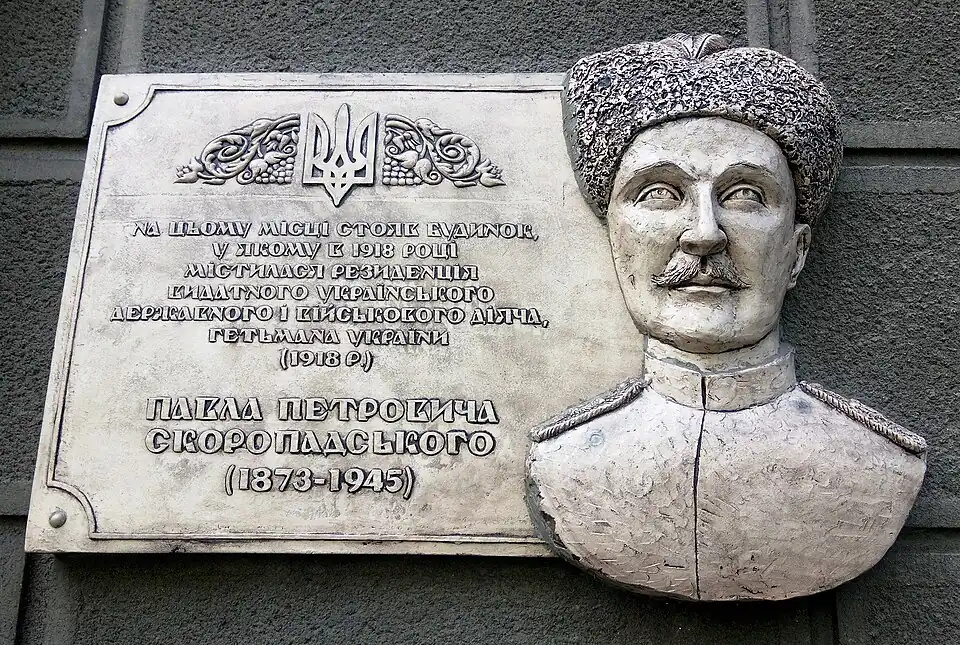 НА ЦЬОМУ МІСЦІ СТОЯВ БУДИНОК,
У ЯКОМУ В 1918 РОЦІ
МІСТИЛАСЯ РЕЗИДЕНЦІЯ
ВИДАТНОГО УКРАЇНСЬКОГО
ДЕРЖАВНОГО І ВІЙСЬКОВОГО ДІЯЧА,
ГЕТЬМАНА УКРАЇНИ
(1918 Р.)
ПАВЛА ПЕТРОВИЧА
СКОРОПАДСЬКОГО
(1873-1945)